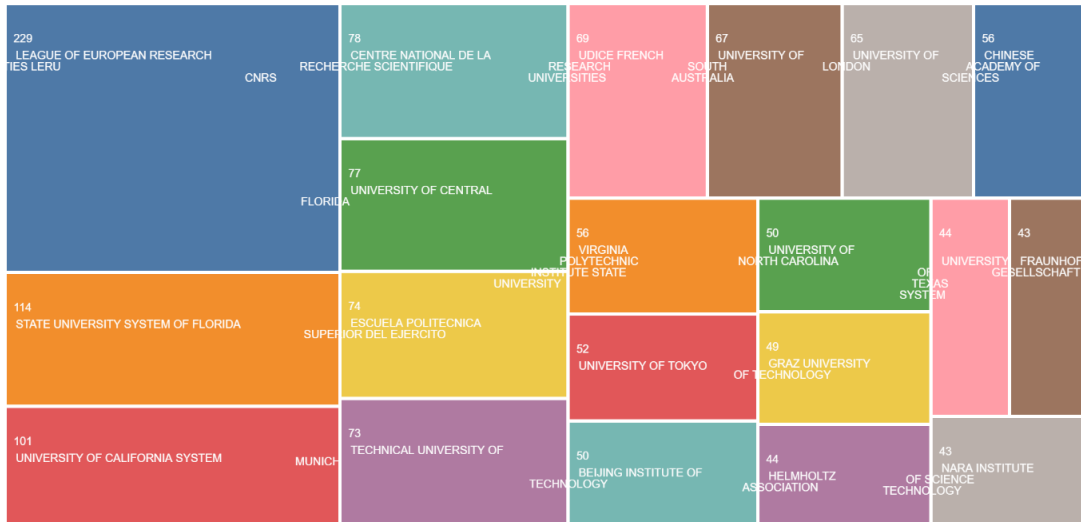 229
LEAGUE OF EUROPEAN RESEARCH
TIES LERU
78
CENTRE NATIONAL DE LA
RECHERCHE SCIENTIFIQUE
CNRS
69
UDICE FRENCH
RESEARCH
UNIVERSITIES
67
UNIVERSITY OF
SOUTH
AUSTRALIA
65
UNIVERSITY OF
LONDON
56
CHINESE
ACADEMY OF
SCIENCES
77
UNIVERSITY OF CENTRAL
FLORIDA
56
VIRGINIA
POLYTECHNIC
INSTITUTE STATE
UNIVERSITY
50
UNIVERSITY OF
NORTH CAROLINA
44
UNIVERSITY
OF
TEXAS
SYSTEM
43
FRAUNHOF
GESELLSCHAFT
114
STATE UNIVERSITY SYSTEM OF FLORIDA
74
ESCUELA POLITECNICA
SUPERIOR DEL EJERCITO
52
UNIVERSITY OF TOKYO
49
GRAZ UNIVERSITY
OF TECHNOLOGY
101
UNIVERSITY OF CALIFORNIA SYSTEM
73
TECHNICAL UNIVERSITY OF
MUNICH
50
BEIJING INSTITUTE OF
TECHNOLOGY
44
HELMHOLTZ
ASSOCIATION
43
NARA INSTITUTE
OF SCIENCE
TECHNOLOGY